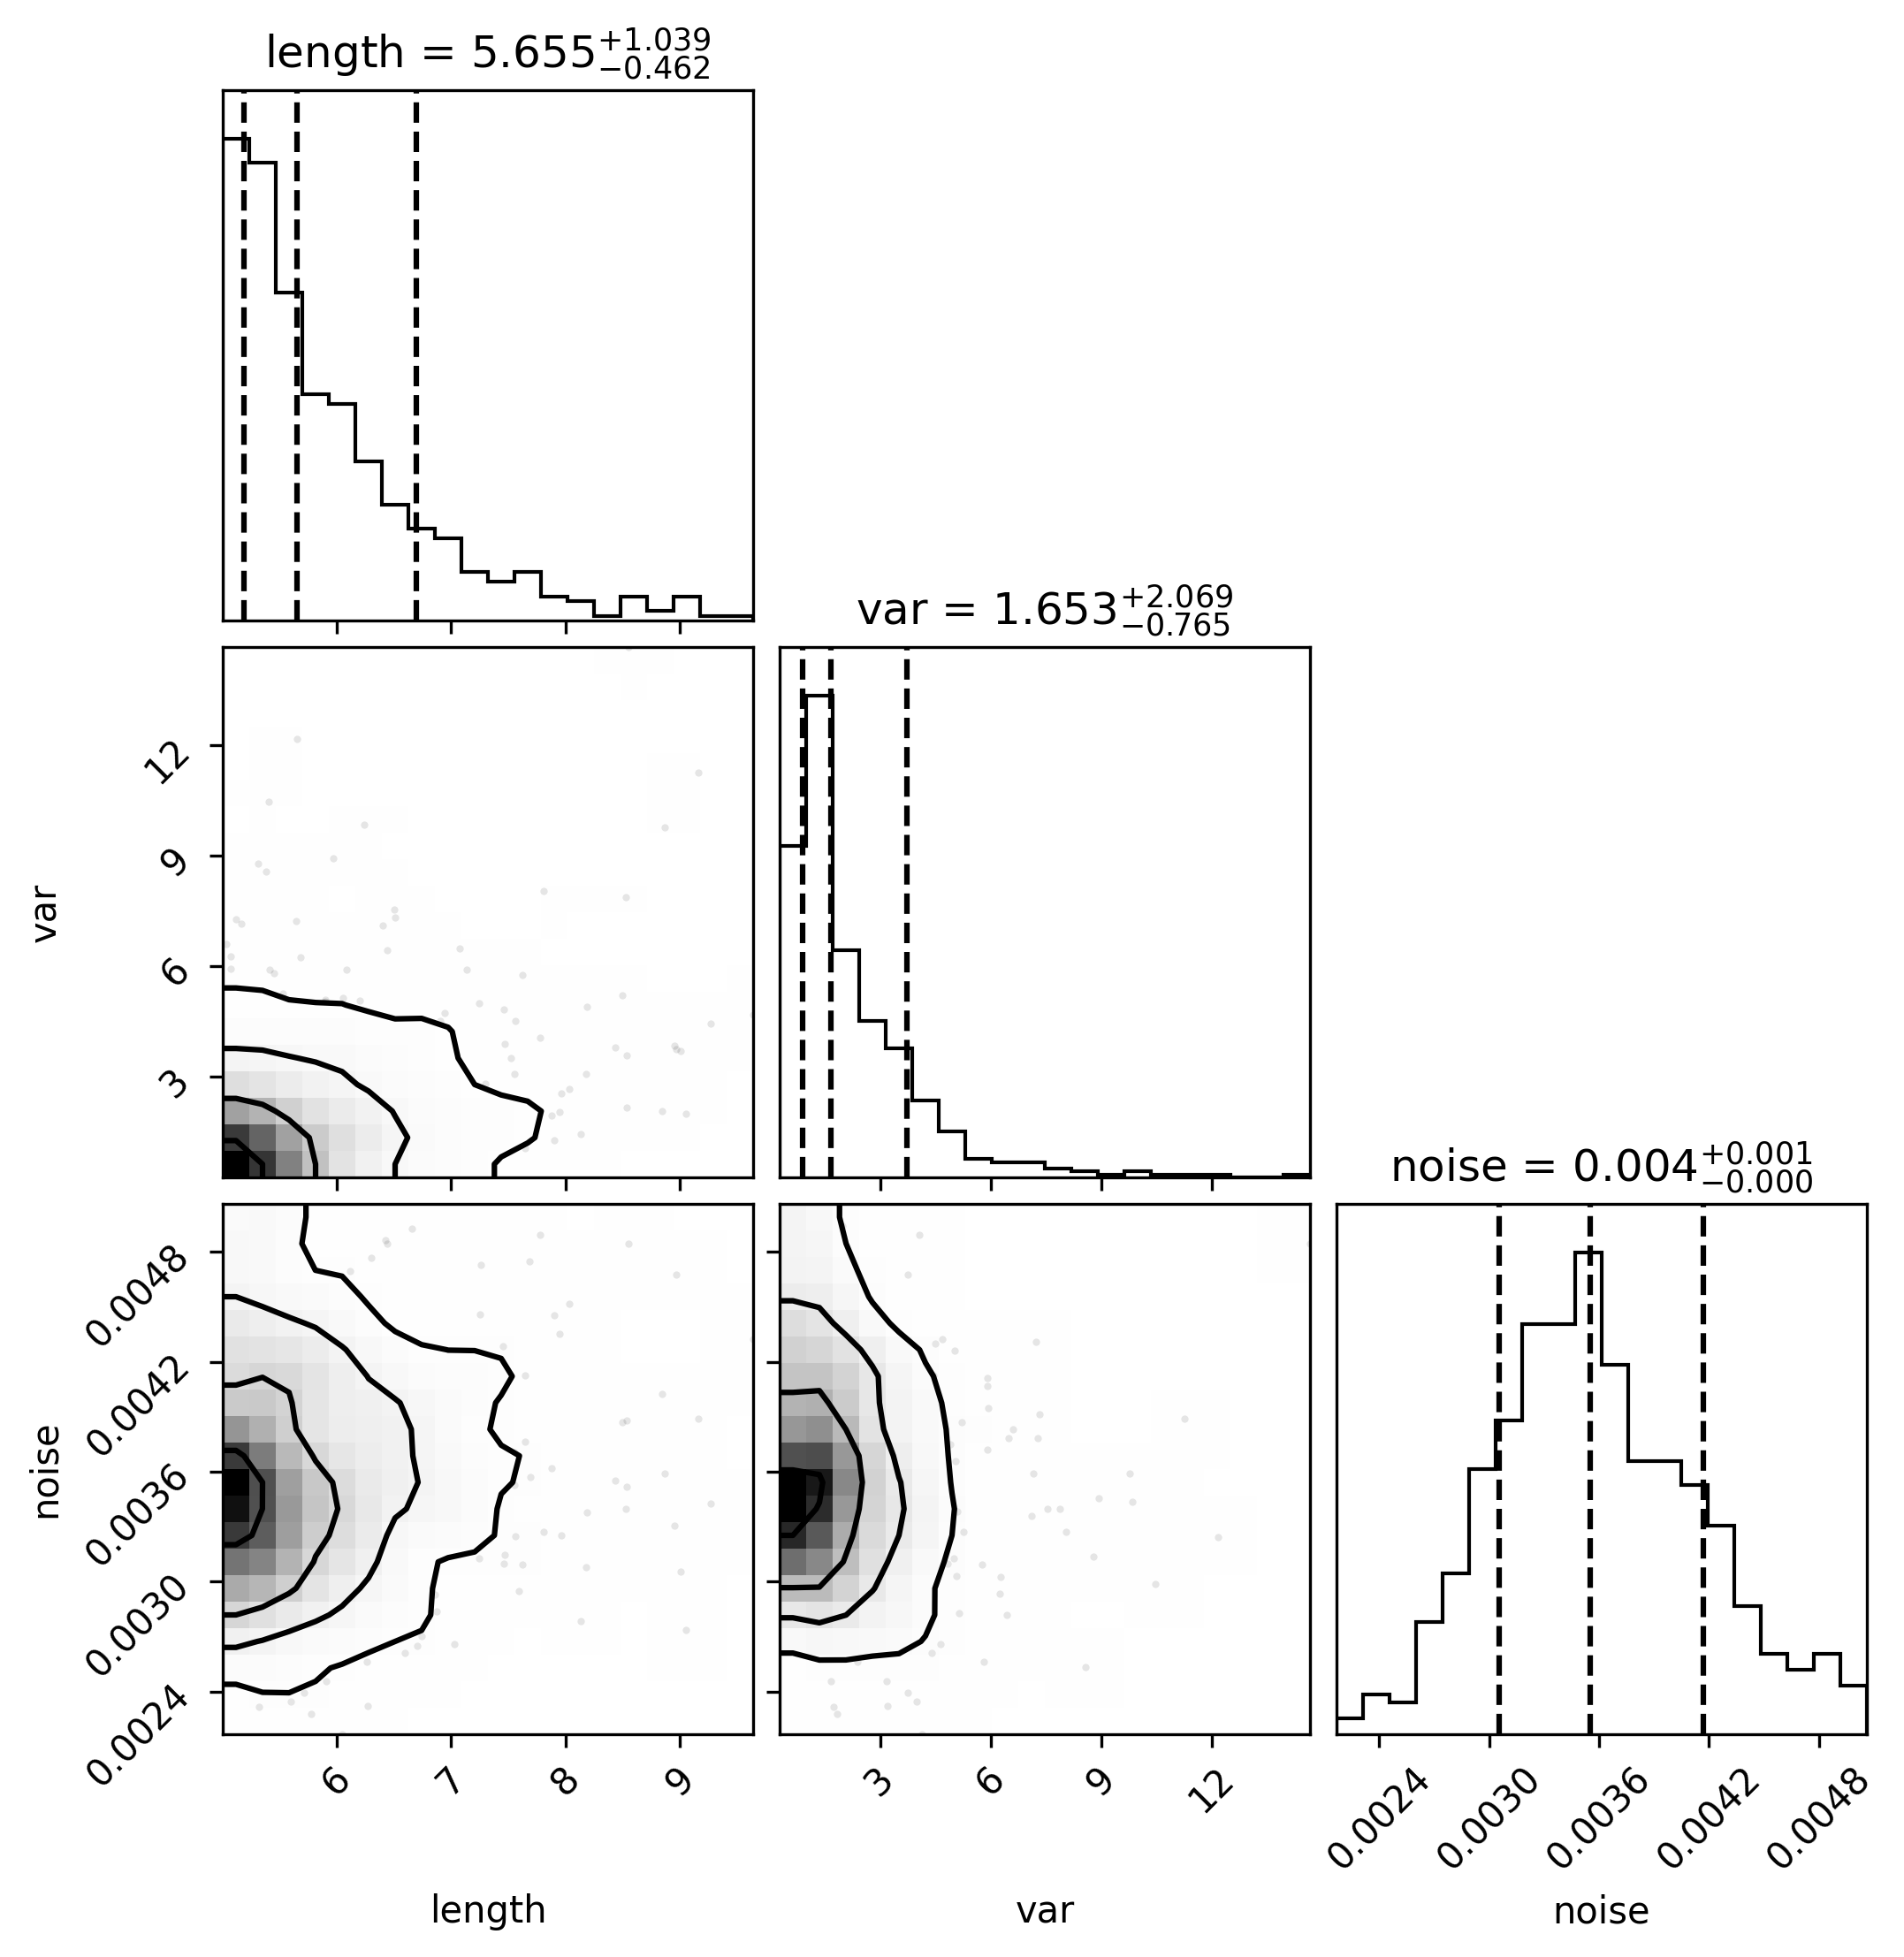 length = 5.655 +1.039 −0.462
var = 1.653 +2.069 −0.765
var
12
9
6
3
noise = 0.004 +0.001 −0.000
noise
0.0048
0.0042
0.0036
0.0030
0.0024
6 7 8 9
3 6 9 12
0.0024 0.0030 0.0036 0.0042 0.0048
length var noise